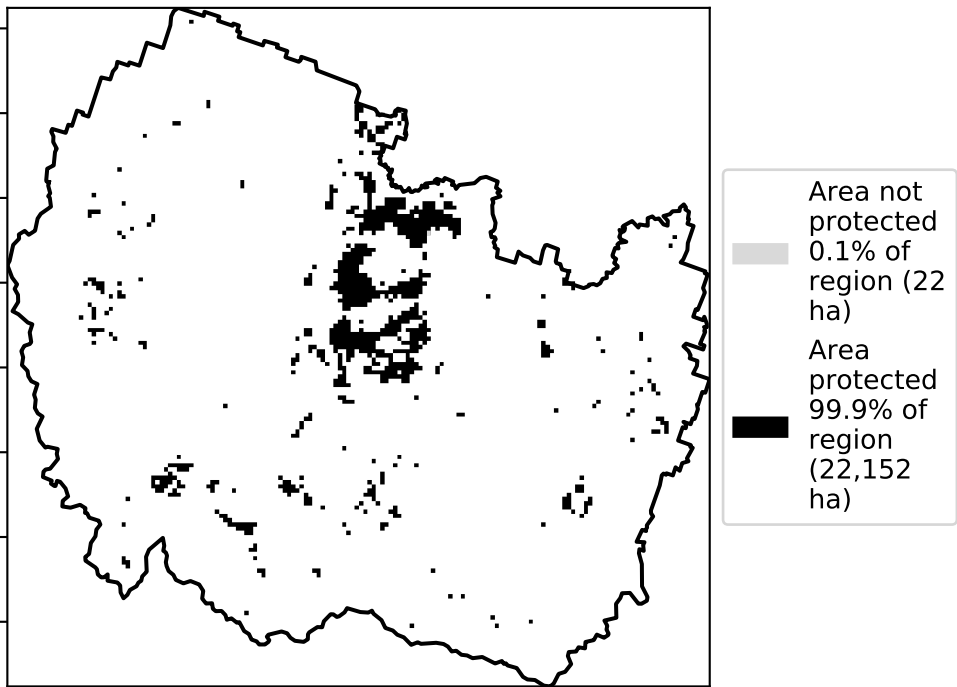 Area not
protected
0.1% of
region (22
ha)
Area
protected
99.9% of
region
(22,152
ha)